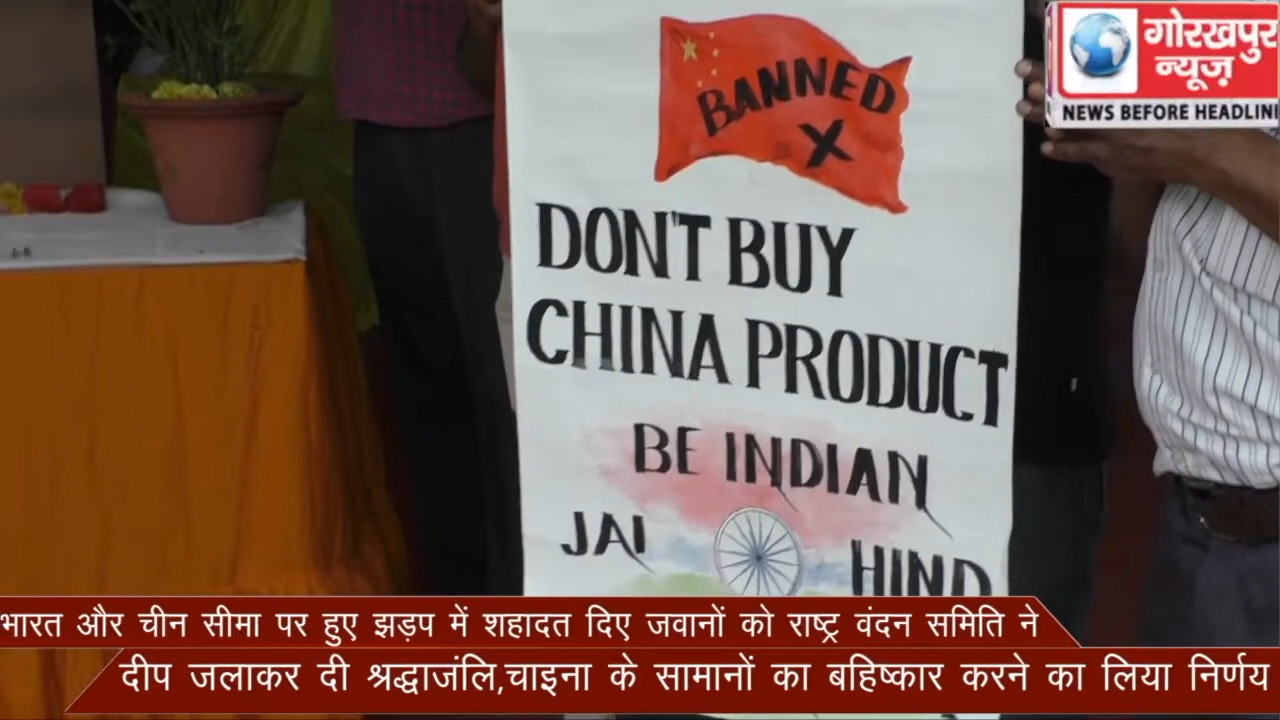 गोरखपुर
न्यूज़
NEWS BEFORE HEADLIN
BANNED
X
DON'T BUY
CHINA PRODUCT
BE INDIAN
JAI HIND
भारत और चीन सीमा पर हुए झड़प में शहादत दिए जवानों को राष्ट्र वंदन समिति ने
दीप जलाकर दी श्रद्धाजंलि,चाइना के सामानों का बहिष्कार करने का लिया निर्णय